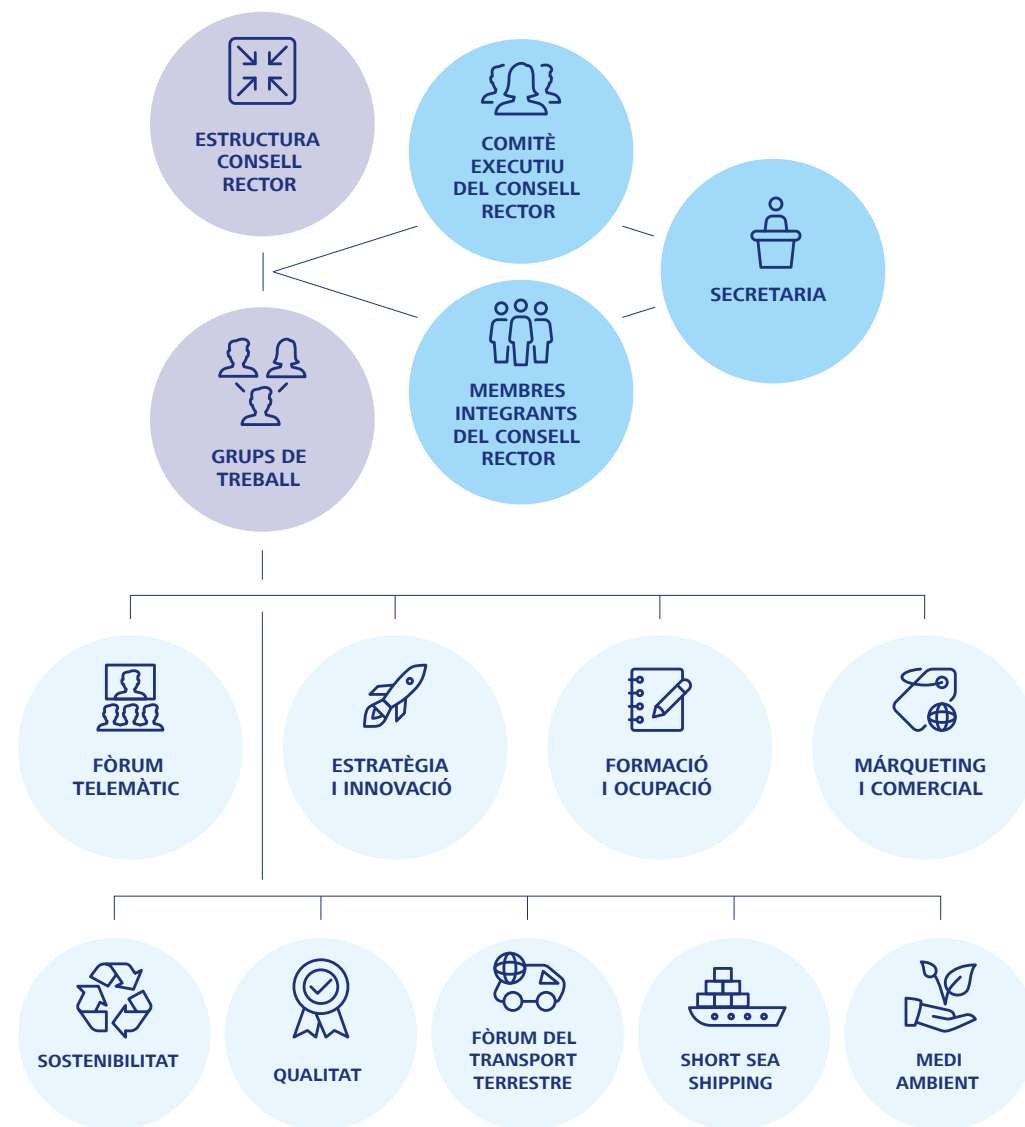 ESTRUCTURA
CONSELL
RECTOR
COMITÈ
EXECUTIU
DEL CONSELL
RECTOR
SECRETARIA
GRUPS DE
TREBALL
MEMBRES
INTEGRANTS
DEL CONSELL
RECTOR
FÒRUM
TELEMÀTIC
ESTRATÈGIA
I INNOVACIÓ
FORMACIÓ
I OCUPACIÓ
MÁRQUETING
I COMERCIAL
SOSTENIBILITAT
QUALITAT
FÒRUM DEL
TRANSPORT
TERRESTRE
SHORT SEA
SHIPPING
MEDI
AMBIENT